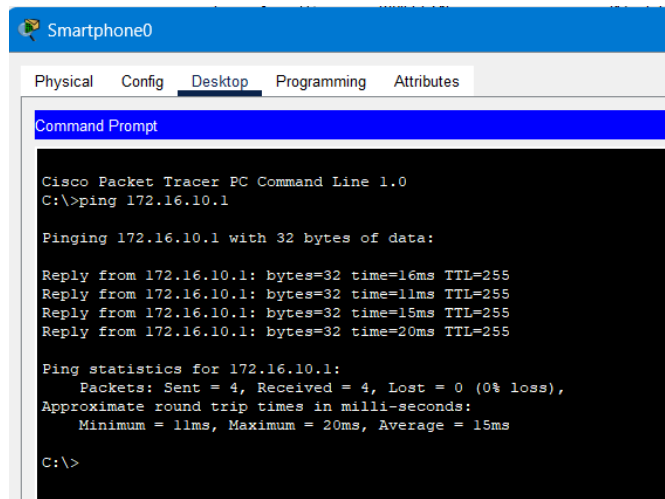 Smartphone0
Physical Config Desktop Programming Attributes
Command Prompt
Cisco Packet Tracer PC Command Line 1.0
C:\>ping 172.16.10.1
Pinging 172.16.10.1 with 32 bytes of data:
Reply from 172.16.10.1: bytes=32 time=16ms TTL=255
Reply from 172.16.10.1: bytes=32 time=11ms TTL=255
Reply from 172.16.10.1: bytes=32 time=15ms TTL=255
Reply from 172.16.10.1: bytes=32 time=20ms TTL=255
Ping statistics for 172.16.10.1:
Packets: Sent = 4, Received = 4, Lost = 0 (0% loss),
Approximate round trip times in milli-seconds:
Minimum = 11ms, Maximum = 20ms, Average = 15ms
C:\>